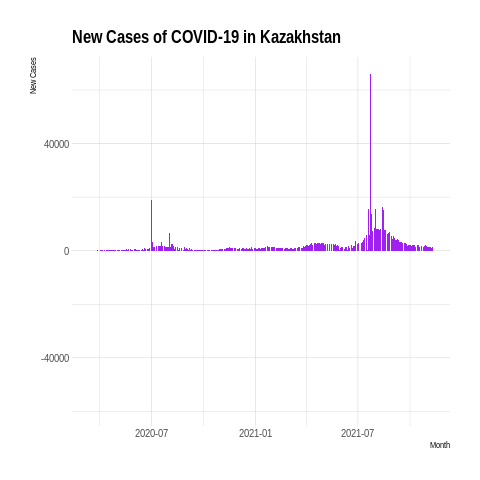 New Cases of COVID-19 in Kazakhstan
New Cases
40000
0
-40000
2020-07
2021-01
2021-07
Month